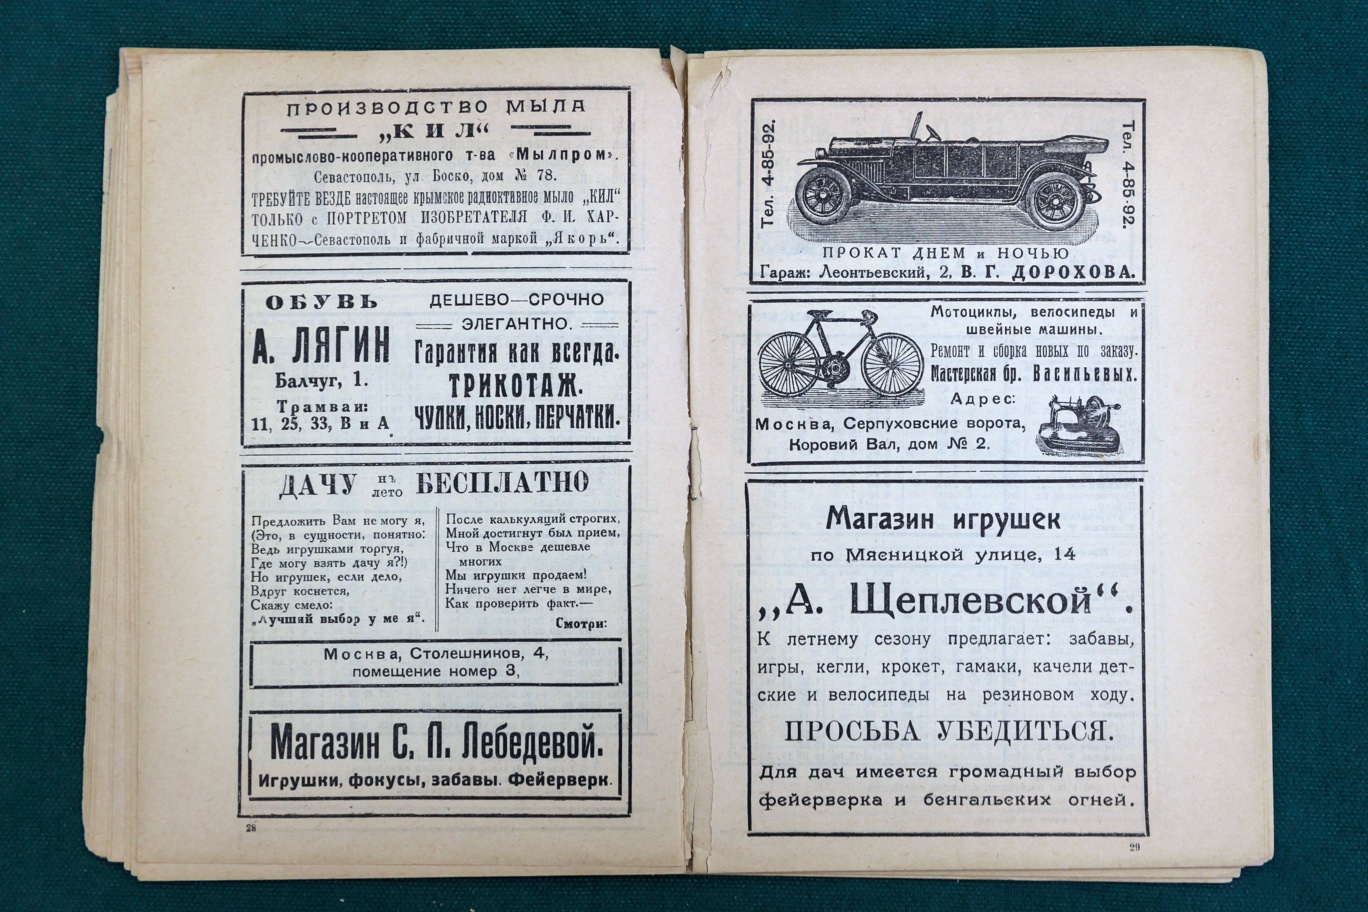 ПРОИЗВОДСТВО МЫЛА
„КИЛ“
промыслово-кооперативного т-ва «Мылпром».
Севастополь, ул. Боско, дом № 78.
ТРЕБУЙТЕ ВЕЗДЕ настоящее крымское радиоктивное мыло „КИЛ“
ТОЛЬКО с ПОРТРЕТОМ ИЗОБРЕТАТЕЛЯ Ф. И. ХАР-
ЧЕНКО—Севастополь и фабричной маркой „Якорь“.
ОБУВЬ
А. ЛЯГИН
Балчуг, 1.
Трамваи:
11, 25, 33, В и А
ДЕШЕВО—СРОЧНО
ЭЛЕГАНТНО.
Гарантия как всегда.
ТРИКОТАЖ.
ЧУЛКИ, НОСКИ, ПЕРЧАТКИ.
ДАЧУ нъ лето БЕСПЛАТНО
Предложить Вам не могу я,
(Это, в сущности, понятно:
Ведь игрушками торгуя,
Где могу взять дачу я?!)
Но игрушек, если дело,
Вдруг коснется,
Скажу смело:
„Лучший выбор у ме я“.
После калькуляций строгих,
Мной достигнут был прием,
Что в Москве дешевле
многих
Мы игрушки продаем!
Ничего нет легче в мире,
Как проверить факт.—
Смотри:
Москва, Столешников, 4,
помещение номер 3,
Магазин С. П. Лебедевой.
Игрушки, фокусы, забавы. Фейерверк.
28
Тел. 4-85-92.
Тел. 4-85-92.
ПРОКАТ ДНЕМ и НОЧЬЮ
Гараж: Леонтьевский, 2, В. Г. ДОРОХОВА.
Мотоциклы, велосипеды и
швейные машины.
Ремонт и сборка новых по заказу.
Мастерская бр. Васильевых.
Адрес:
Москва, Серпуховские ворота,
Коровий Вал, дом № 2.
Магазин игрушек
по Мясницкой улице, 14
„А. Щеплевской“.
К летнему сезону предлагает: забавы,
игры, кегли, крокет, гамаки, качели дет-
ские и велосипеды на резиновом ходу.
ПРОСЬБА УБЕДИТЬСЯ.
Для дач имеется громадный выбор
фейерверка и бенгальских огней.
29